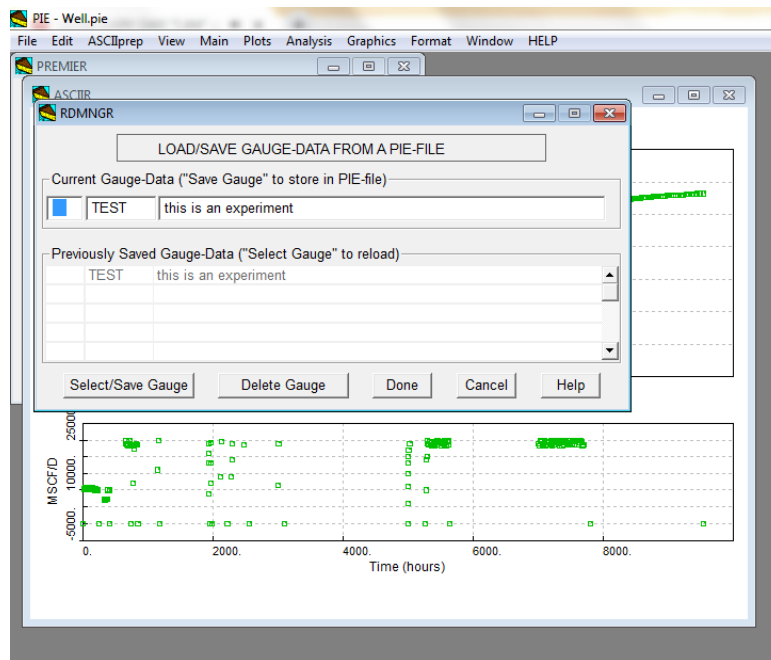 PIE - Well.pie
File Edit ASCIIprep View Main Plots Analysis Graphics Format Window HELP
PREMIER
ASCIIR
RDMNGR
LOAD/SAVE GAUGE-DATA FROM A PIE-FILE
Current Gauge-Data ("Save Gauge" to store in PIE-file)
TEST this is an experiment
Previously Saved Gauge-Data ("Select Gauge" to reload)
TEST this is an experiment
Select/Save Gauge Delete Gauge Done Cancel Help
25000.
10000.
-5000.
MSCF/D
0. 2000. 4000. 6000. 8000.
Time (hours)